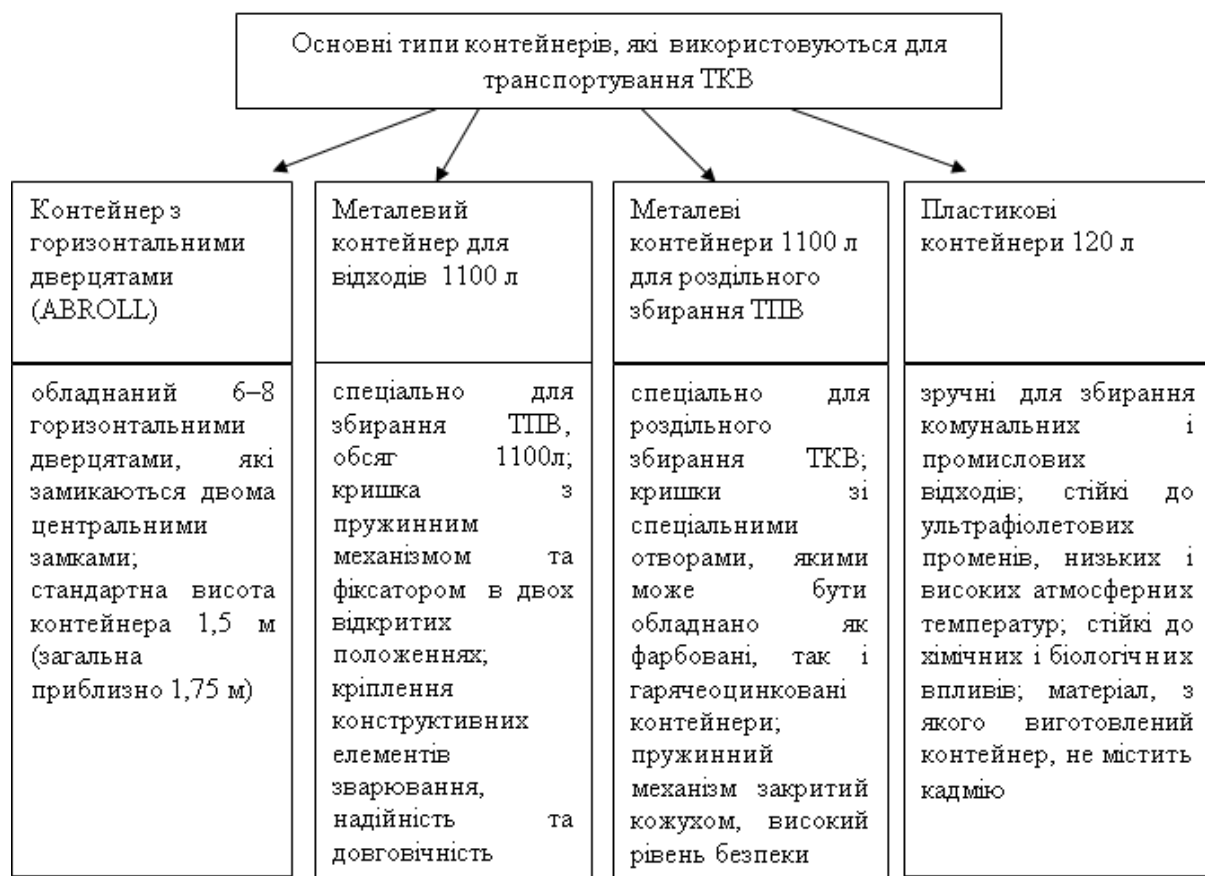 Основні типи контейнерів, які використовуються для
транспортування ТКВ
Контейнер з
горизонтальними
дверцятами
(ABROLL)
обладнаний 6–8
горизонтальними
дверцятами, які
замикаються двома
центральними
замками;
стандартна висота
контейнера 1,5 м
(загальна
приблизно 1,75 м)
Металевий
контейнер для
відходів 1100 л
спеціально для
збирання ТПВ,
обсяг 1100л;
кришка з
пружинним
механізмом та
фіксатором в двох
відкритих
положеннях;
кріплення
конструктивних
елементів
зварювання,
надійність та
довговічність
Металеві
контейнери 1100 л
для роздільного
збирання ТПВ
спеціально для
роздільного
збирання ТКВ;
кришки зі
спеціальними
отворами, якими
може бути
обладнано як
фарбовані, так і
гарячеоцинковані
контейнери;
пружинний
механізм закритий
кожухом, високий
рівень безпеки
Пластикові
контейнери 120 л
зручні для збирання
комунальних і
промислових
відходів; стійкі до
ультрафіолетових
променів, низьких і
високих атмосферних
температур; стійкі до
хімічних і біологічних
впливів; матеріал, з
якого виготовлений
контейнер, не містить
кадмію